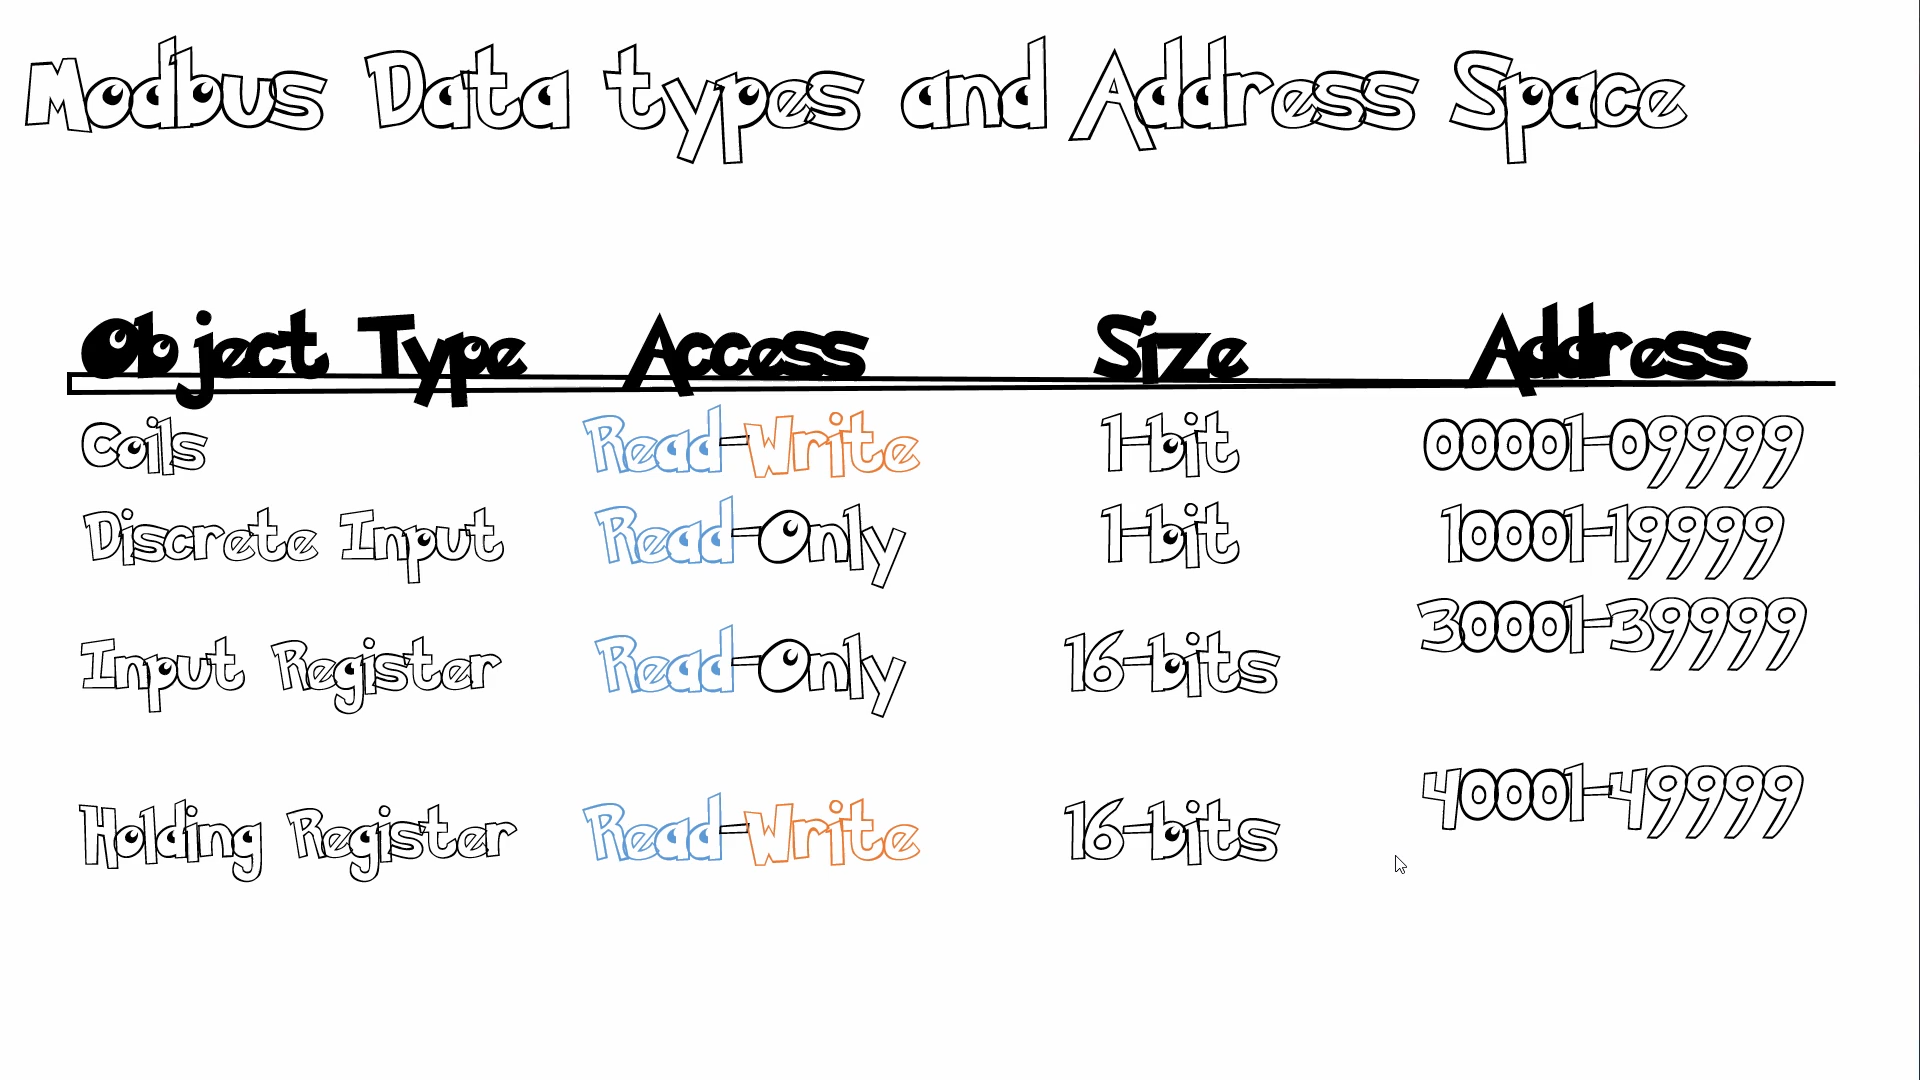 Modbus Data types and Address Space
Object Type Access Size Address
Coils Read-Write 1-bit 00001-09999
Discrete Input Read-Only 1-bit 10001-19999
Input Register Read-Only 16-bits 30001-39999
Holding Register Read-Write 16-bits 40001-49999